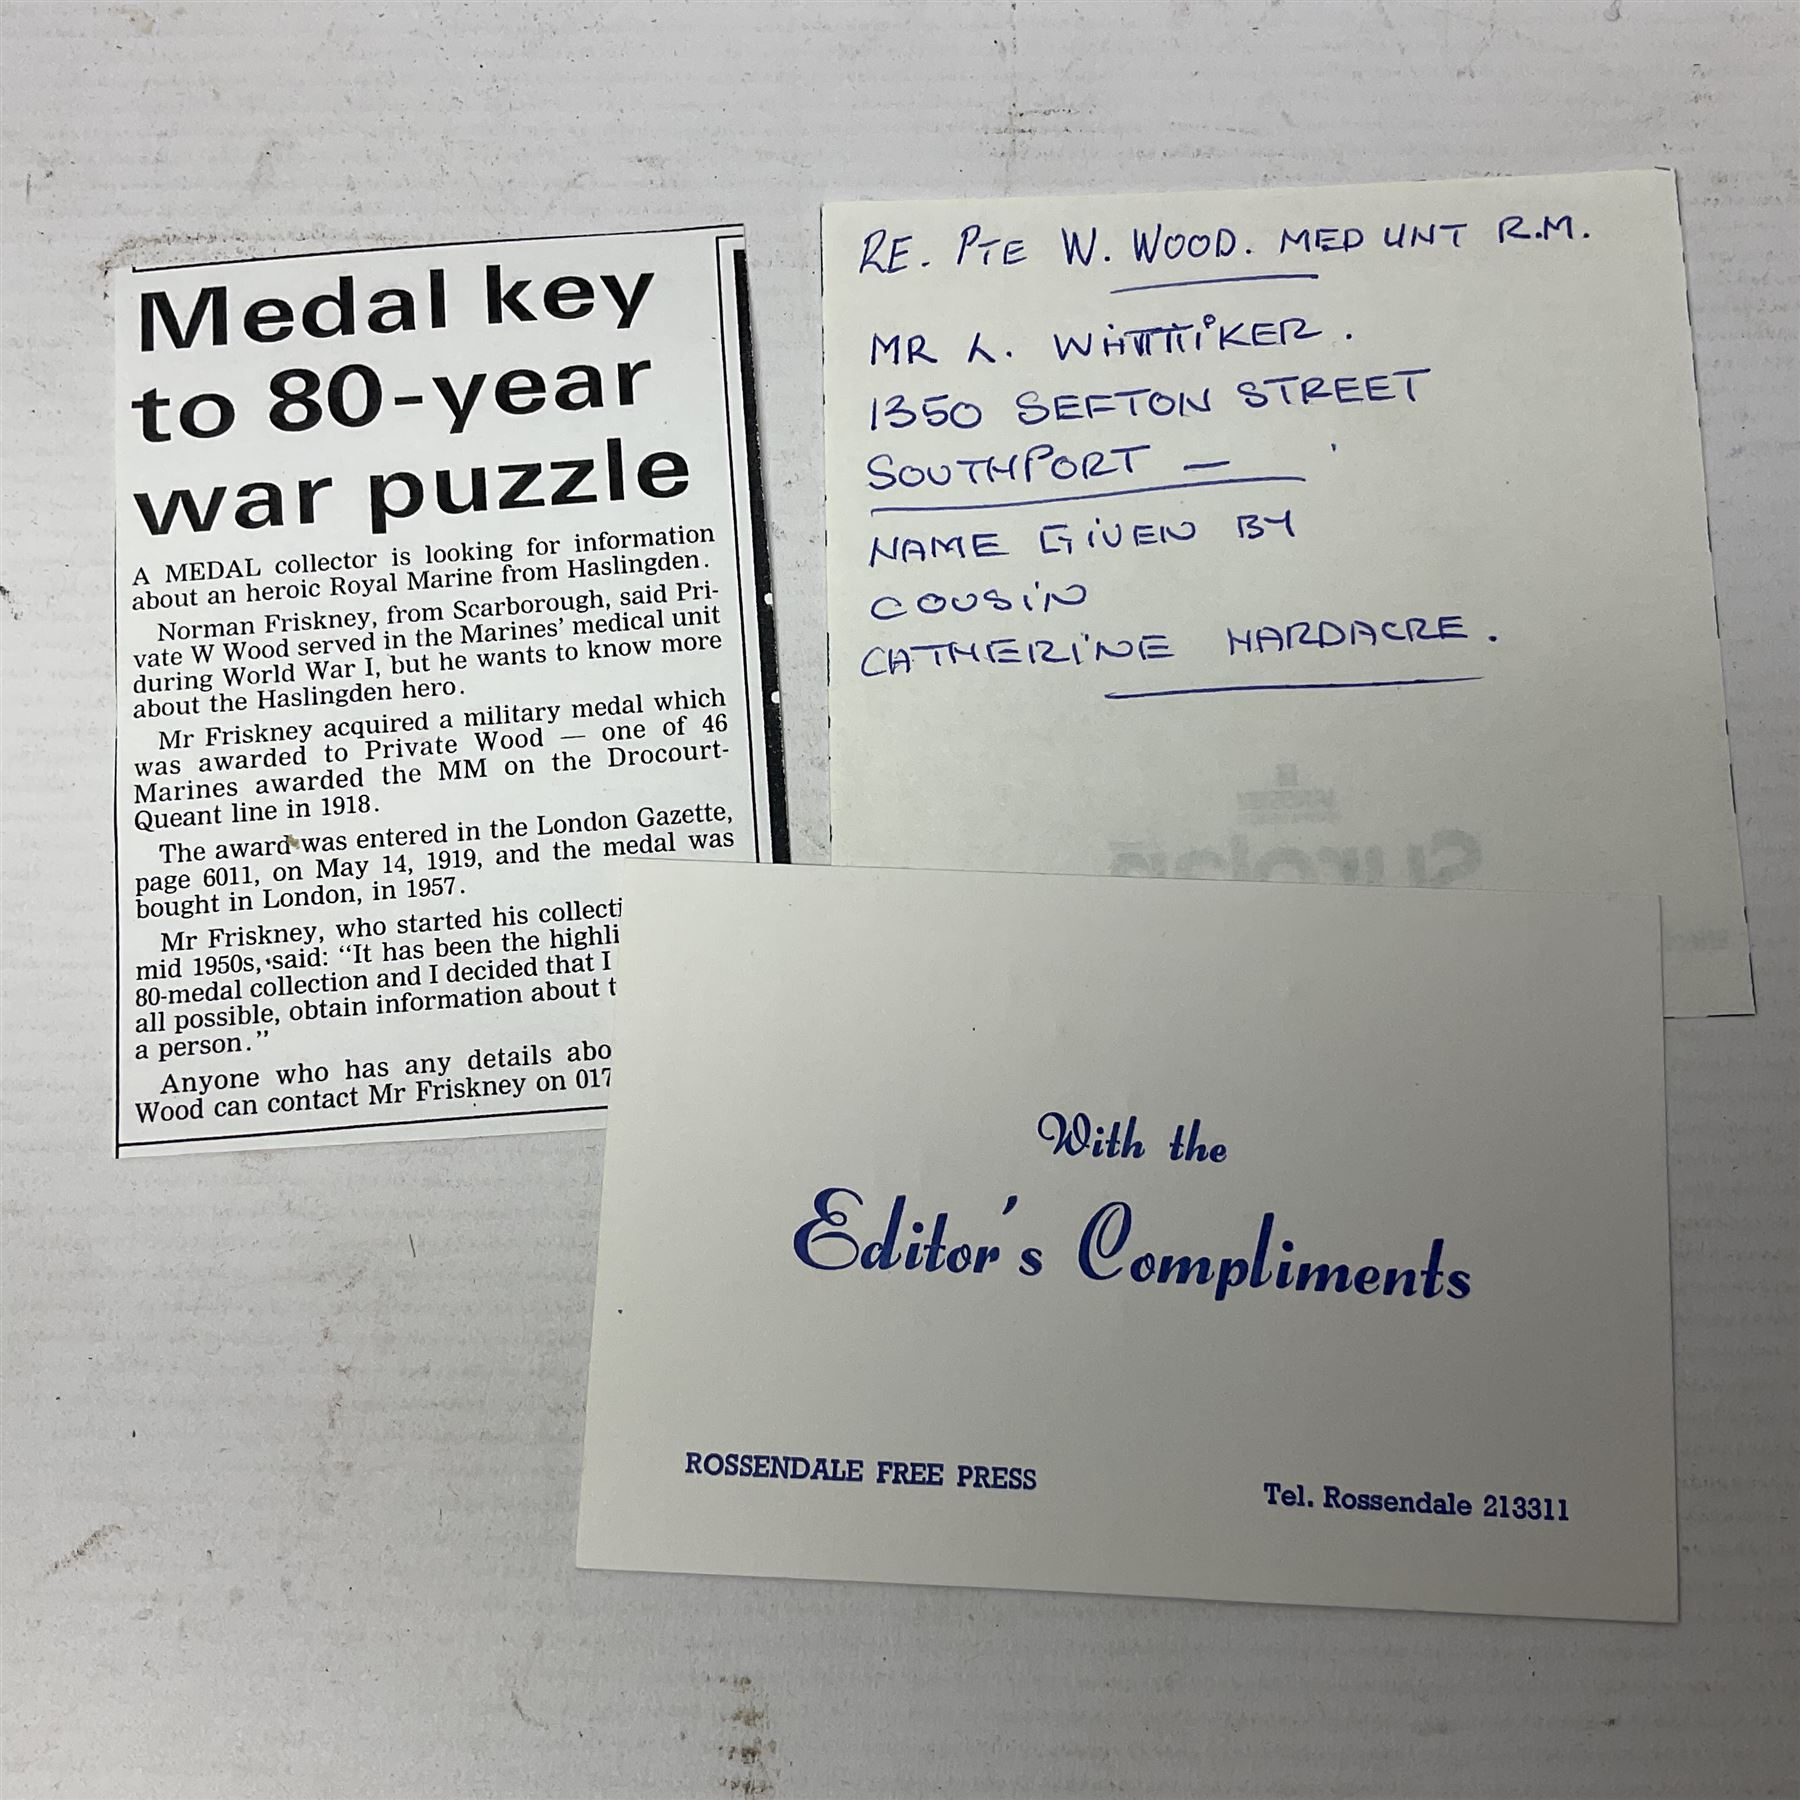 Medal key
to 80-year
war puzzle
A MEDAL collector is looking for information
about an heroic Royal Marine from Haslingden.
Norman Friskney, from Scarborough, said Pri-
vate W Wood served in the Marines' medical unit
during World War I, but he wants to know more
about the Haslingden hero.
Mr Friskney acquired a military medal which
was awarded to Private Wood — one of 46
Marines awarded the MM on the Drocourt-
Queant line in 1918.
The award was entered in the London Gazette,
page 6011, on May 14, 1919, and the medal was
bought in London, in 1957.
Mr Friskney, who started his collecti
mid 1950s, said: "It has been the highli
80-medal collection and I decided that I
all possible, obtain information about t
a person."
Anyone who has any details abo
Wood can contact Mr Friskney on 017
RE. PTE W. WOOD. MED UNT R.M.
MR L. WHITTIKER.
1350 SEFTON STREET
SOUTHPORT —
NAME GIVEN BY
COUSIN
CATHERINE HARDACRE.
With the
Editor's Compliments
ROSSENDALE FREE PRESS
Tel. Rossendale 213311